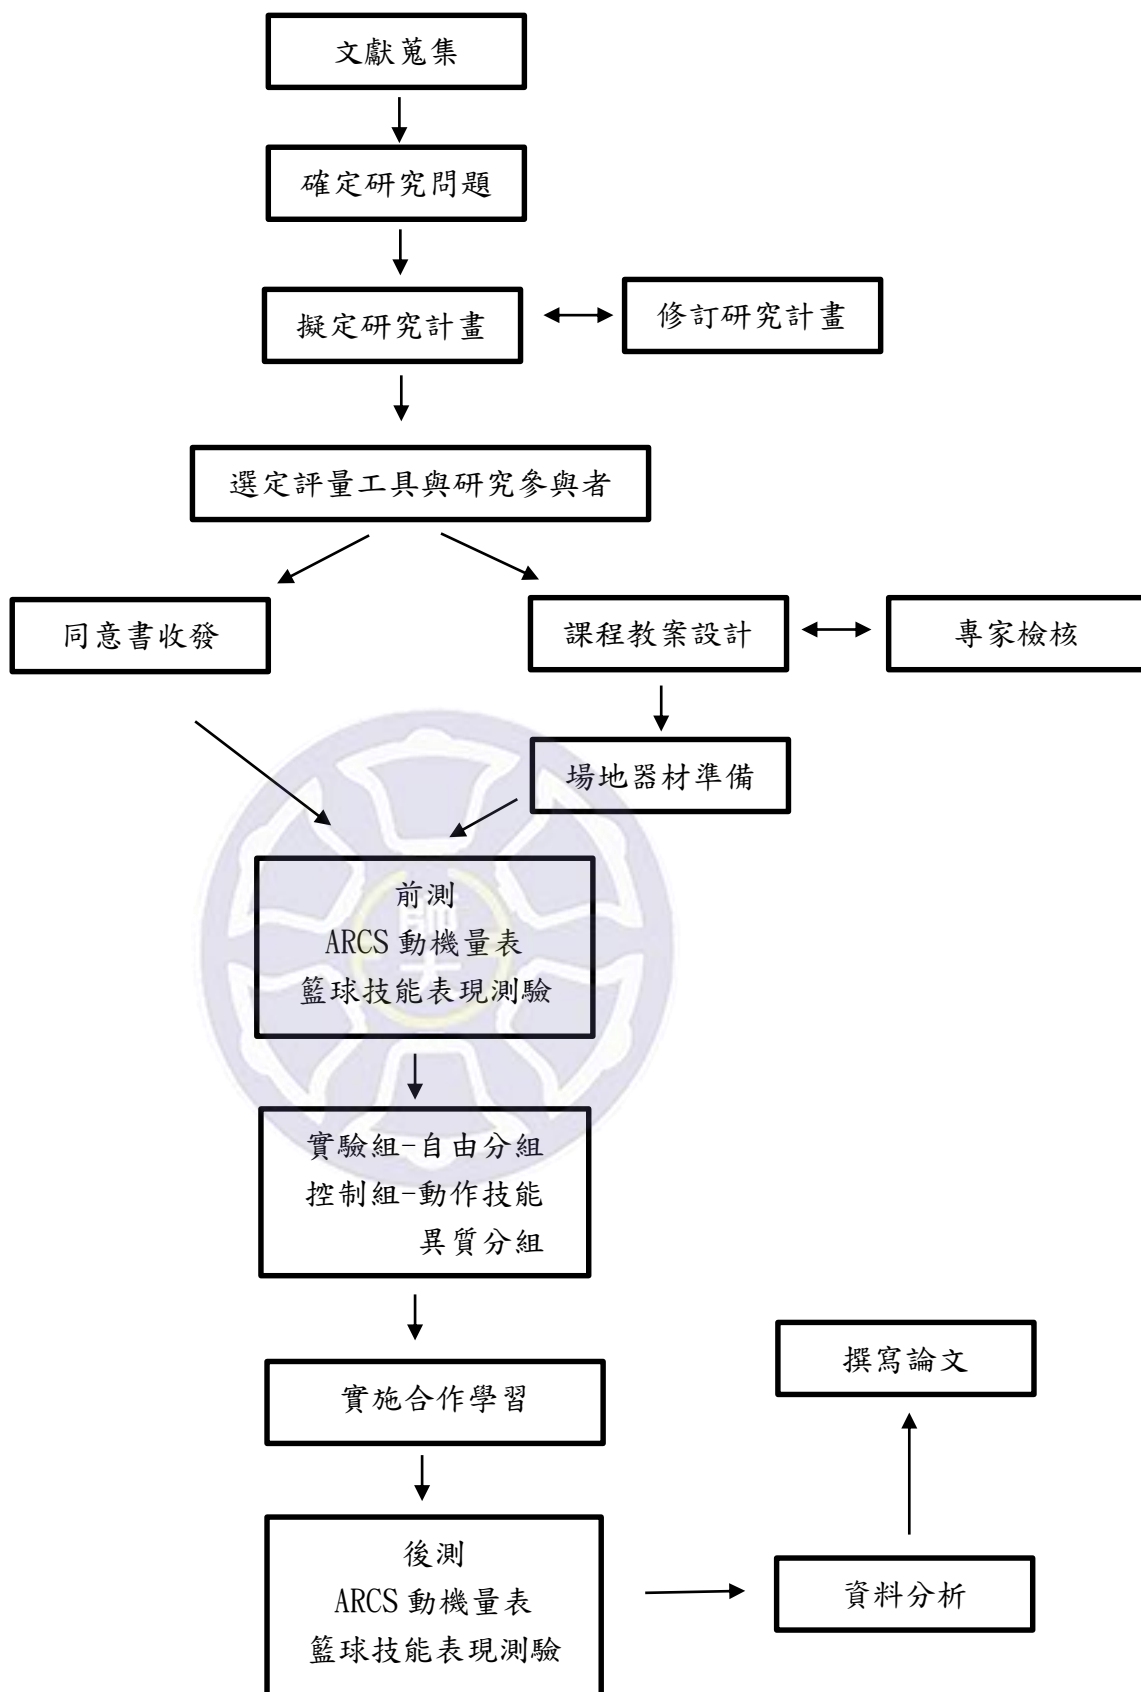 文獻蒐集
確定研究問題
擬定研究計畫
修訂研究計畫
選定評量工具與研究參與者
同意書收發
課程教案設計
專家檢核
場地器材準備
前測
ARCS 動機量表
籃球技能表現測驗
師大
實驗組-自由分組
控制組-動作技能
異質分組
實施合作學習
撰寫論文
後測
ARCS 動機量表
籃球技能表現測驗
資料分析